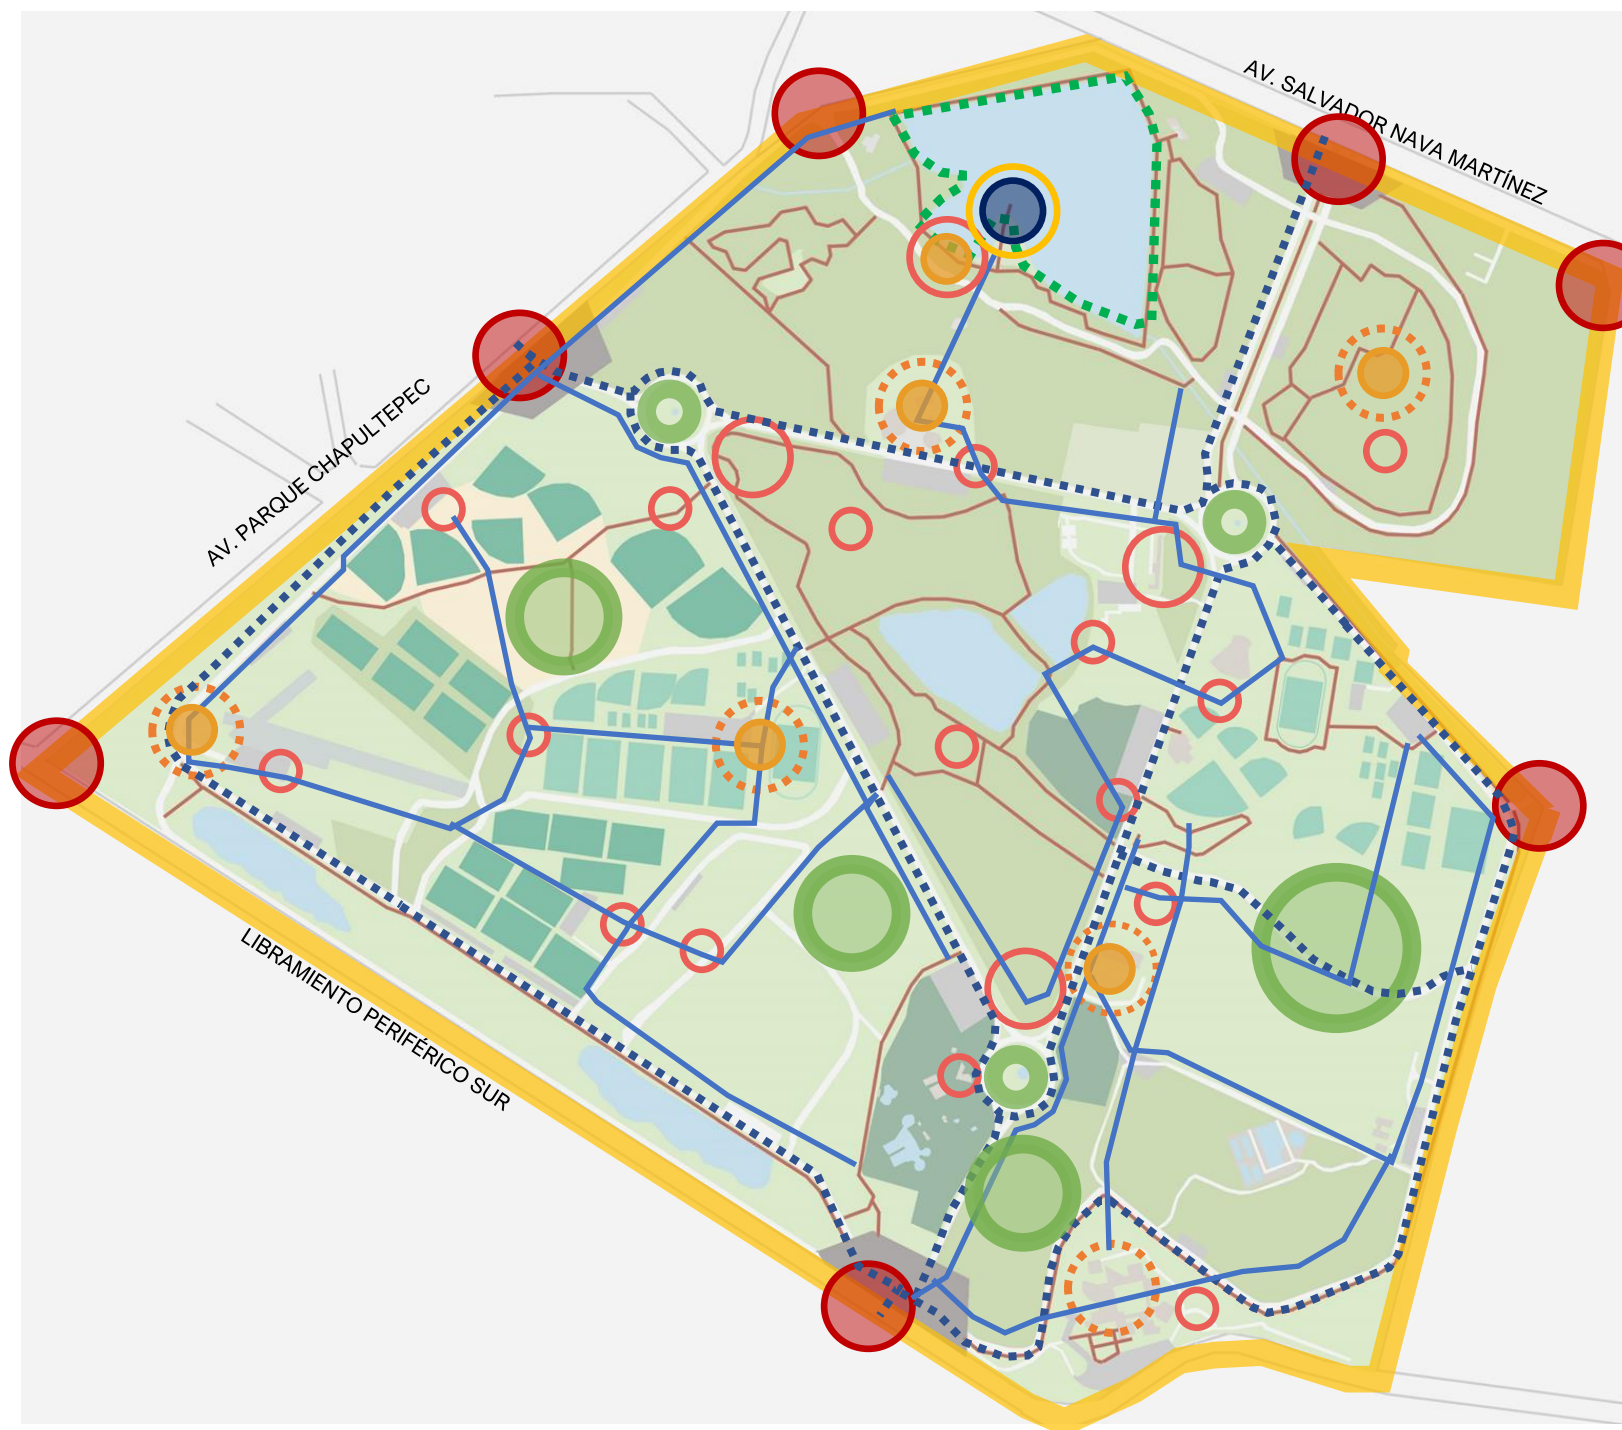 AV. SALVADOR NAVA MARTÍNEZ
AV. PARQUE CHAPULTEPEC
LIBRAMIENTO PERIFÉRICO SUR